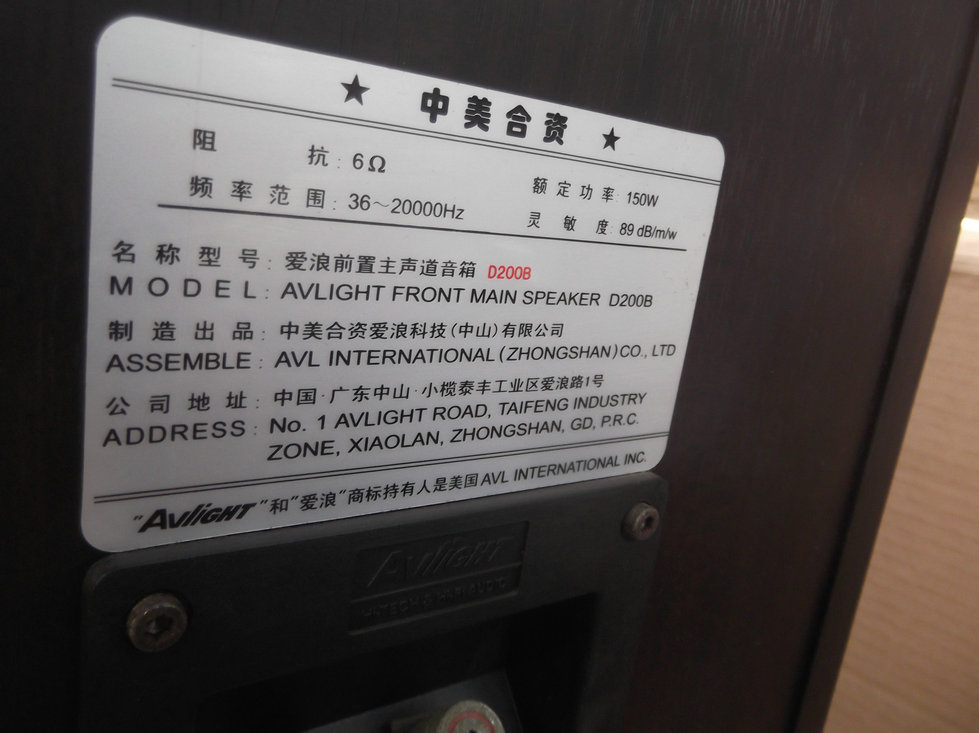 ★ 中美合资 ★
阻抗：6Ω 额定功率：150W
频率范围：36～20000Hz 灵敏度：89 dB/m/w
名称型号：爱浪前置主声道音箱 D200B
MODEL: AVLIGHT FRONT MAIN SPEAKER D200B
制造出品：中美合资爱浪科技(中山)有限公司
ASSEMBLE: AVL INTERNATIONAL (ZHONGSHAN) CO., LTD
公司地址：中国·广东中山·小榄泰丰工业区爱浪路1号
ADDRESS: No. 1 AVLIGHT ROAD, TAIFENG INDUSTRY
ZONE, XIAOLAN, ZHONGSHAN, GD, P.R.C.
"AVLIGHT"和"爱浪"商标持有人是美国AVL INTERNATIONAL INC.
AVLIGHT